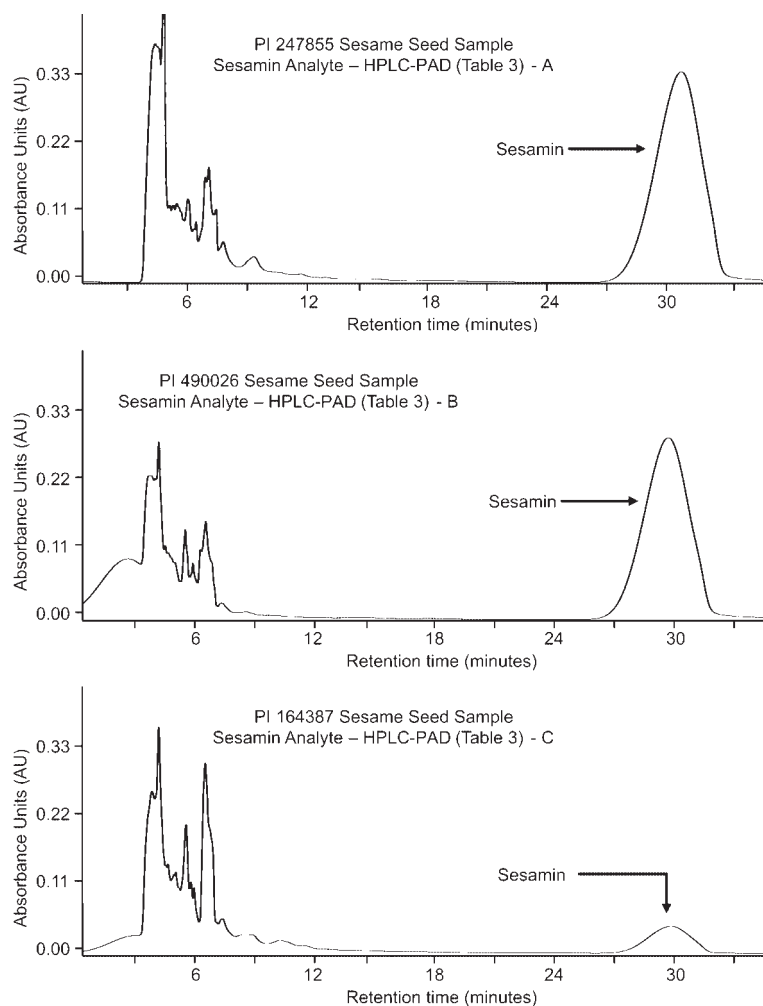 PI 247855 Sesame Seed Sample
Sesamin Analyte – HPLC-PAD (Table 3) - A
Absorbance Units (AU)
0.33
0.22
0.11
0.00
Sesamin
6 12 18 24 30
Retention time (minutes)
PI 490026 Sesame Seed Sample
Sesamin Analyte – HPLC-PAD (Table 3) - B
Absorbance Units (AU)
0.33
0.22
0.11
0.00
Sesamin
6 12 18 24 30
Retention time (minutes)
PI 164387 Sesame Seed Sample
Sesamin Analyte – HPLC-PAD (Table 3) - C
Absorbance Units (AU)
0.33
0.22
0.11
0.00
Sesamin
6 12 18 24 30
Retention time (minutes)